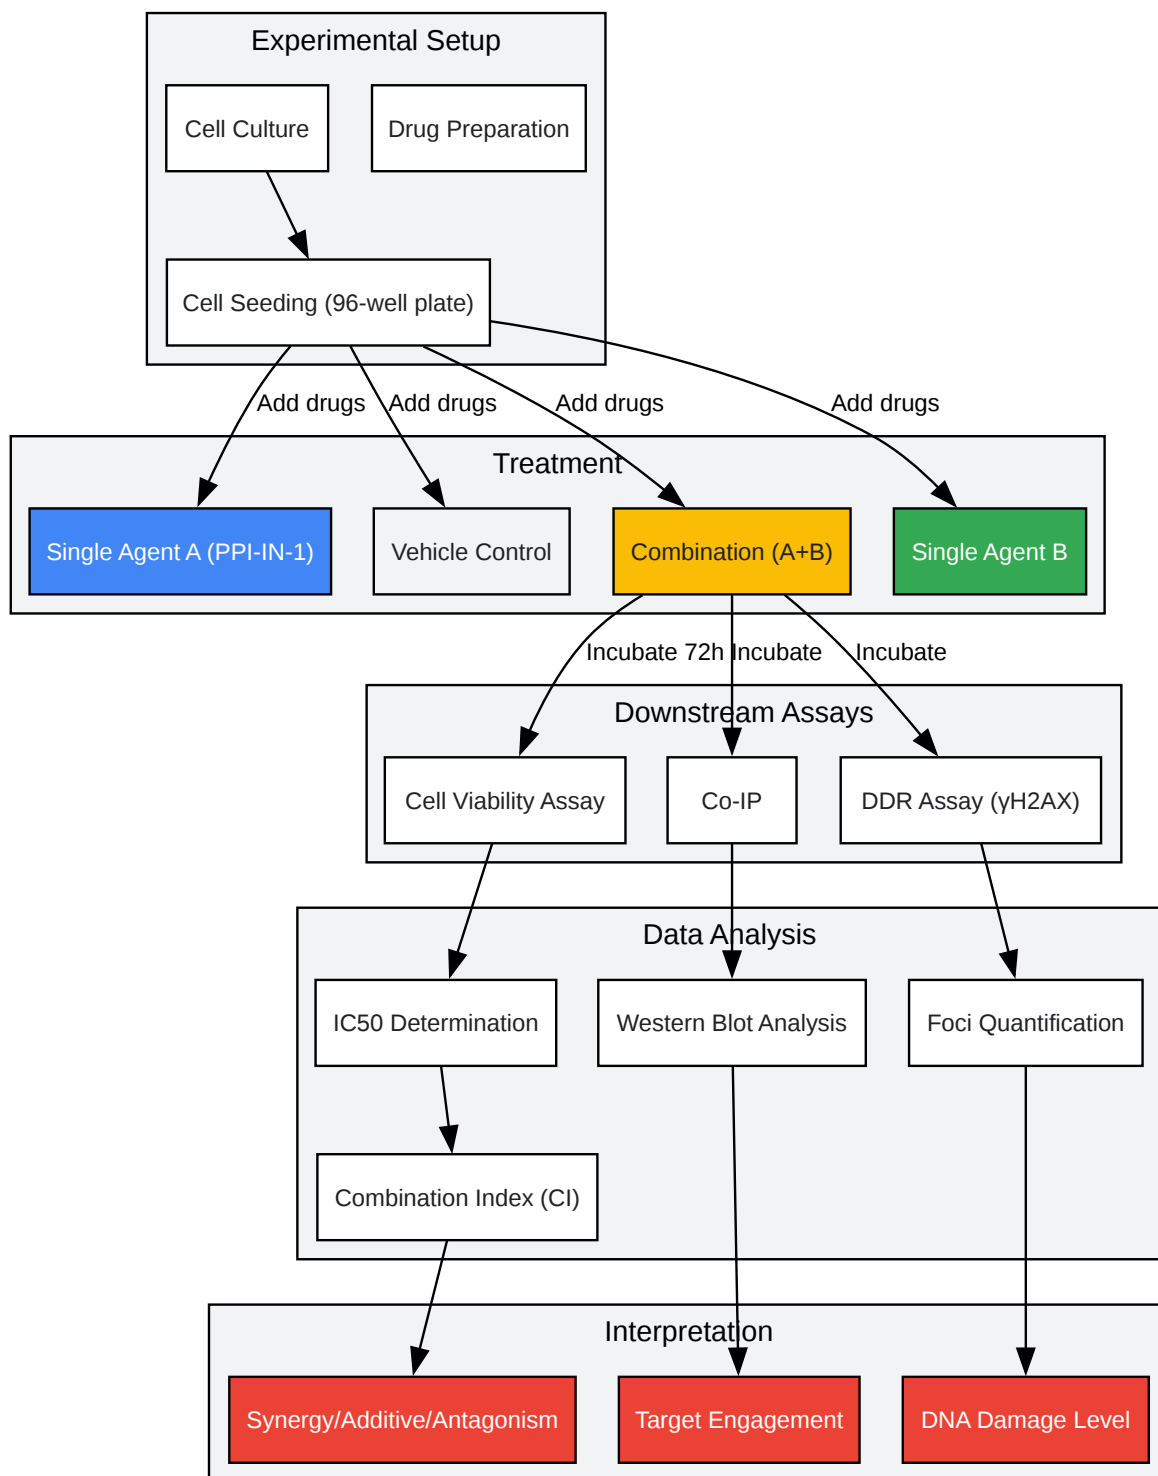 Experimental Setup
Cell Culture
Drug Preparation
Cell Seeding (96-well plate)
Add drugs
Add drugs
Add drugs
Add drugs
Treatment
Single Agent A (PPI-IN-1)
Vehicle Control
Combination (A+B)
Single Agent B
Incubate 72h
Incubate
Incubate
Downstream Assays
Cell Viability Assay
Co-IP
DDR Assay (γH2AX)
Data Analysis
IC50 Determination
Western Blot Analysis
Foci Quantification
Combination Index (CI)
Interpretation
Synergy/Additive/Antagonism
Target Engagement
DNA Damage Level